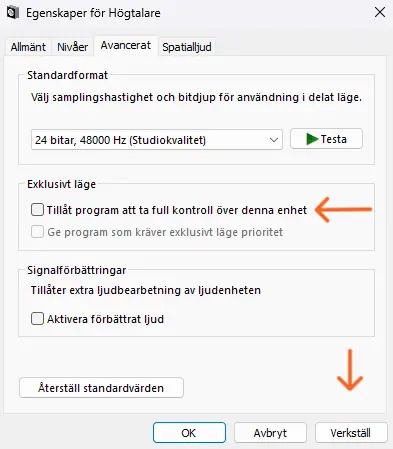 Egenskaper för Högtalare
Allmänt Nivåer Avancerat Spatialljud
Standardformat
Välj samplingshastighet och bitdjup för användning i delat läge.
24 bitar, 48000 Hz (Studiokvalitet) Testa
Exklusivt läge
Tillåt program att ta full kontroll över denna enhet
Ge program som kräver exklusivt läge prioritet
Signalförbättringar
Tillåter extra ljudbearbetning av ljudenheten
Aktivera förbättrat ljud
Återställ standardvärden
OK Avbryt Verkställ